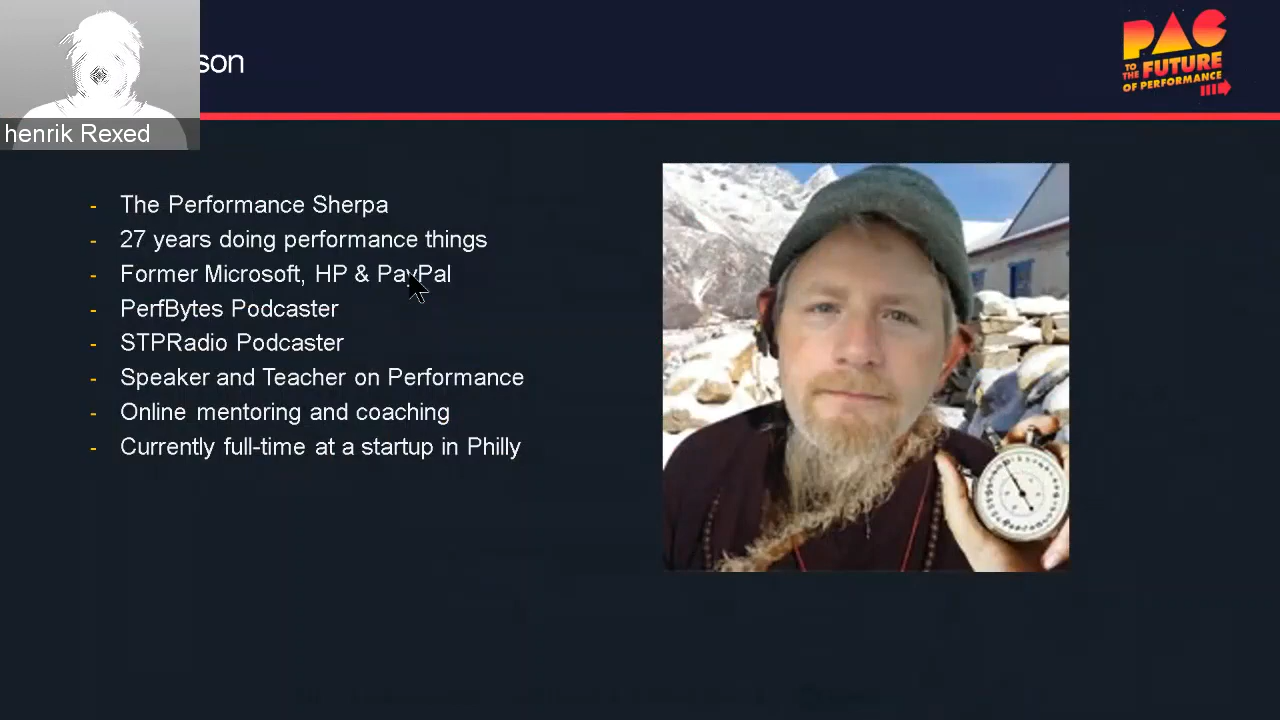 son
henrik Rexed
PAC
TO THE FUTURE
OF PERFORMANCE
- The Performance Sherpa
- 27 years doing performance things
- Former Microsoft, HP & PayPal
- PerfBytes Podcaster
- STPRadio Podcaster
- Speaker and Teacher on Performance
- Online mentoring and coaching
- Currently full-time at a startup in Philly